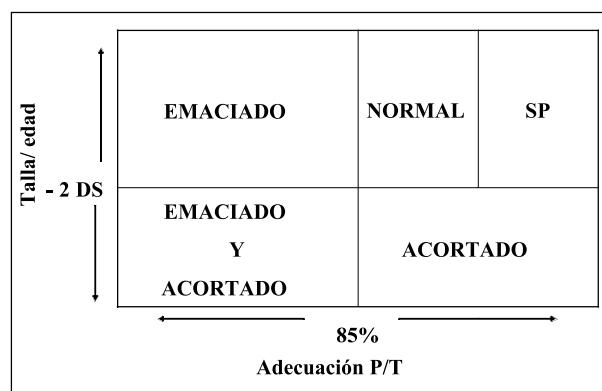 Talla/ edad
- 2 DS
EMACIADO
NORMAL
SP
EMACIADO
Y
ACORTADO
ACORTADO
85%
Adecuación P/T